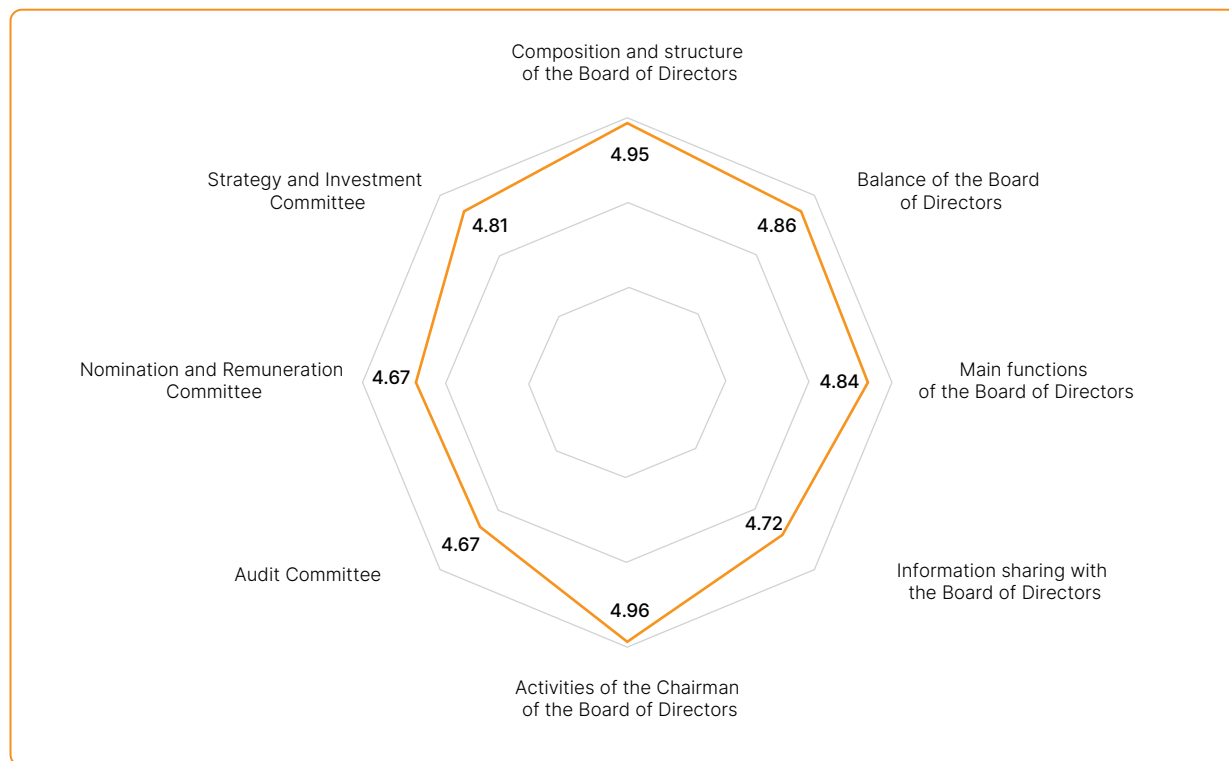 Composition and structure
of the Board of Directors
4.95
Strategy and Investment
Committee
4.81
Balance of the Board
of Directors
4.86
Nomination and Remuneration
Committee
4.67
Main functions
of the Board of Directors
4.84
Audit Committee
4.67
Information sharing with
the Board of Directors
4.72
4.96
Activities of the Chairman
of the Board of Directors